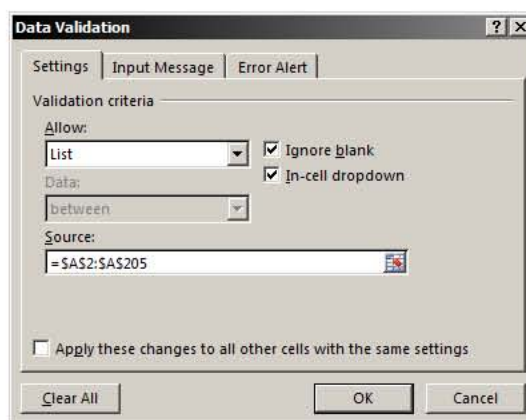 Data Validation
Settings Input Message Error Alert
Validation criteria
Allow:
List
Ignore blank
In-cell dropdown
Data:
between
Source:
=$A$2:$A$205
Apply these changes to all other cells with the same settings
Clear All OK Cancel